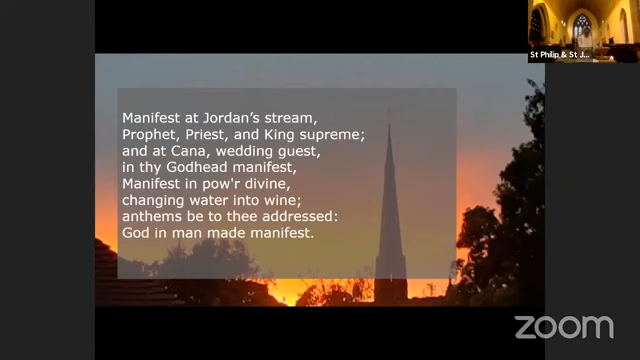 St Philip & St J...
Manifest at Jordan's stream,
Prophet, Priest, and King supreme;
and at Cana, wedding guest,
in thy Godhead manifest,
Manifest in pow'r divine,
changing water into wine;
anthems be to thee addressed:
God in man made manifest.
zoom